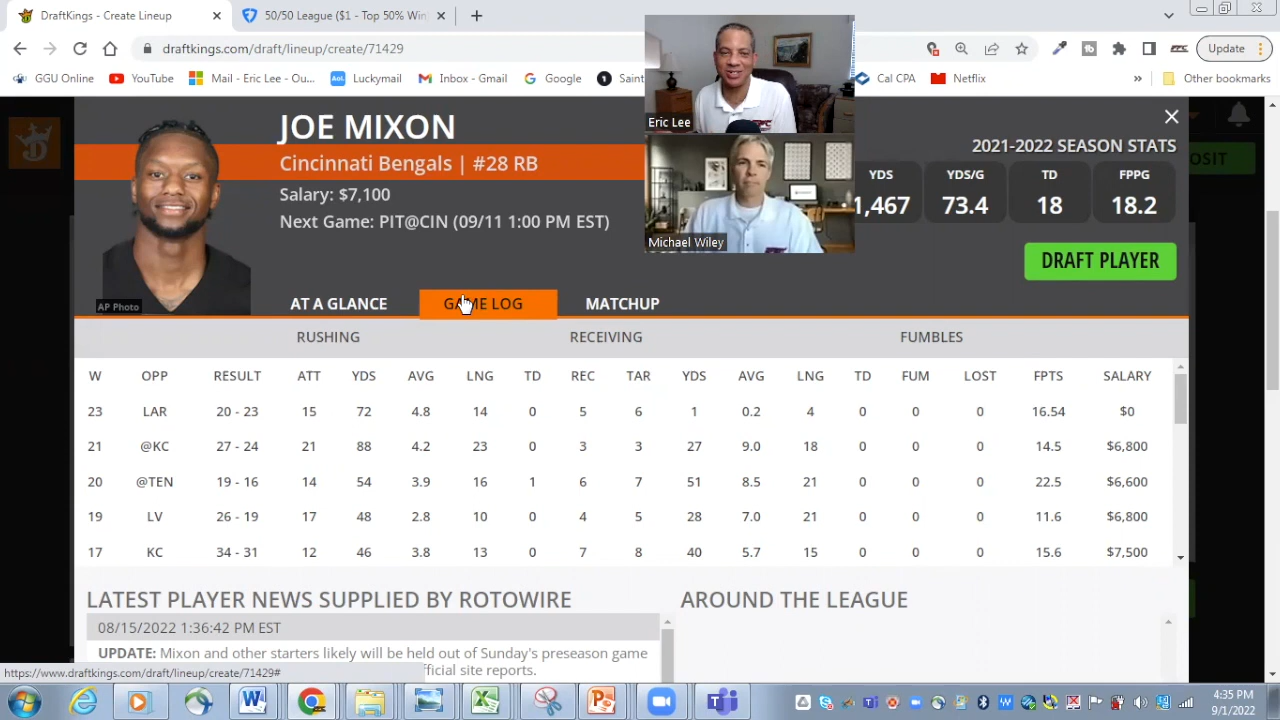 DraftKings - Create Lineup
50/50 League ($1 - Top 50% Win
draftkings.com/draft/lineup/create/71429
Update
GGU Online YouTube Mail - Eric Lee - Ou... Luckymail Inbox - Gmail Google Saint Cal CPA Netflix » Other bookmarks
JOE MIXON
Cincinnati Bengals | #28 RB
Salary: $7,100
Next Game: PIT@CIN (09/11 1:00 PM EST)
AP Photo
Eric Lee
Michael Wiley
2021-2022 SEASON STATS
YDS YDS/G TD FPPG
1,467 73.4 18 18.2
DRAFT PLAYER
OSIT
AT A GLANCE GAME LOG MATCHUP
RUSHING RECEIVING FUMBLES
W OPP RESULT ATT YDS AVG LNG TD REC TAR YDS AVG LNG TD FUM LOST FPTS SALARY
23 LAR 20 - 23 15 72 4.8 14 0 5 6 1 0.2 4 0 0 0 16.54 $0
21 @KC 27 - 24 21 88 4.2 23 0 3 3 27 9.0 18 0 0 0 14.5 $6,800
20 @TEN 19 - 16 14 54 3.9 16 1 6 7 51 8.5 21 0 0 0 22.5 $6,600
19 LV 26 - 19 17 48 2.8 10 0 4 5 28 7.0 21 0 0 0 11.6 $6,800
17 KC 34 - 31 12 46 3.8 13 0 7 8 40 5.7 15 0 0 0 15.6 $7,500
LATEST PLAYER NEWS SUPPLIED BY ROTOWIRE
AROUND THE LEAGUE
08/15/2022 1:36:42 PM EST
UPDATE: Mixon and other starters likely will be held out of Sunday's preseason game
fficial site reports.
https://www.draftkings.com/draft/lineup/create/71429#
4:35 PM
9/1/2022